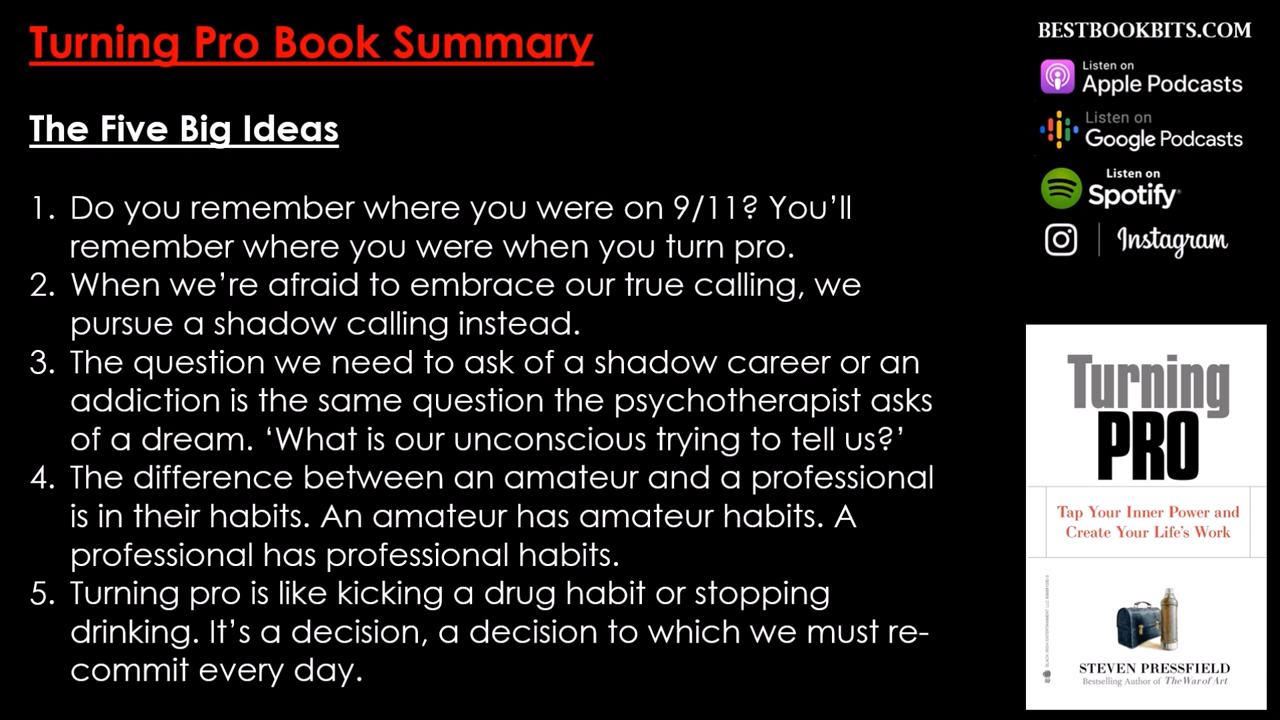 Turning Pro Book Summary
The Five Big Ideas
1. Do you remember where you were on 9/11? You’ll
remember where you were when you turn pro.
2. When we’re afraid to embrace our true calling, we
pursue a shadow calling instead.
3. The question we need to ask of a shadow career or an
addiction is the same question the psychotherapist asks
of a dream. ‘What is our unconscious trying to tell us?’
4. The difference between an amateur and a professional
is in their habits. An amateur has amateur habits. A
professional has professional habits.
5. Turning pro is like kicking a drug habit or stopping
drinking. It’s a decision, a decision to which we must re-
commit every day.
BESTBOOKBITS.COM
Listen on
Apple Podcasts
Listen on
Google Podcasts
Listen on
Spotify
Instagram
Turning
PRO
Tap Your Inner Power and
Create Your Life’s Work
STEVEN PRESSFIELD
Bestselling Author of The War of Art